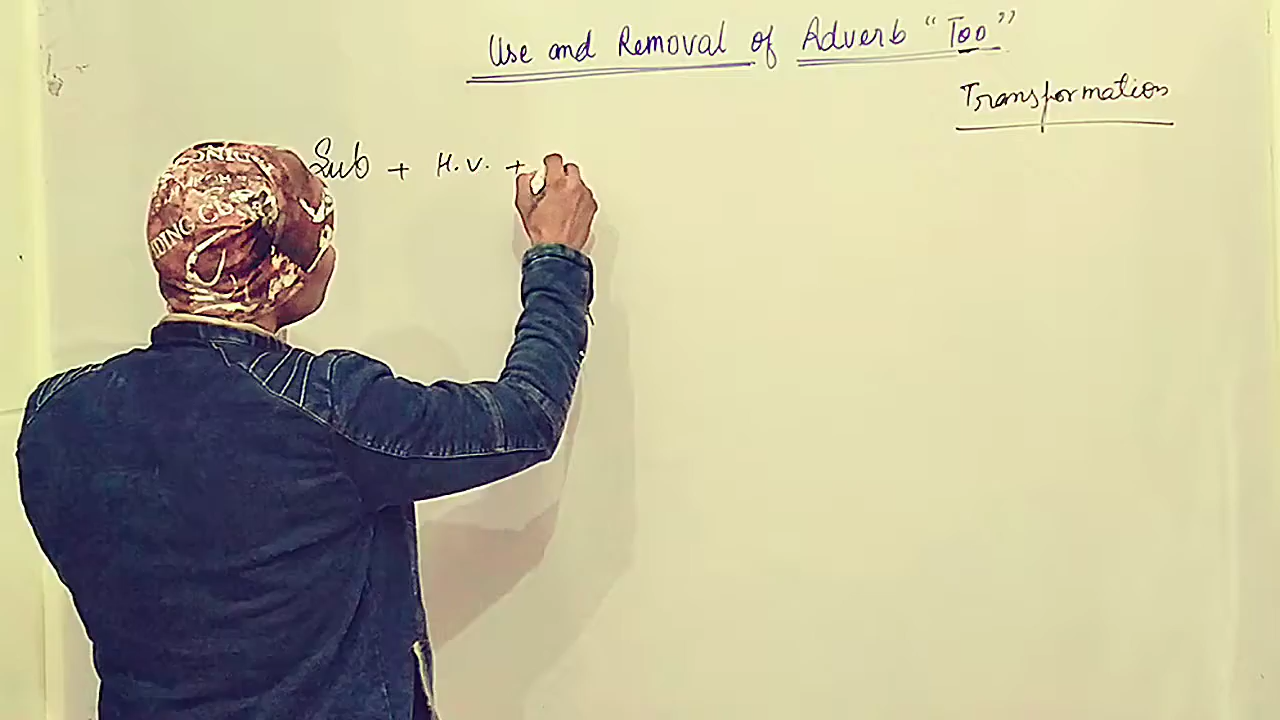 Use and Removal of Adverb “Too”
Transformation
Sub + H.V. +